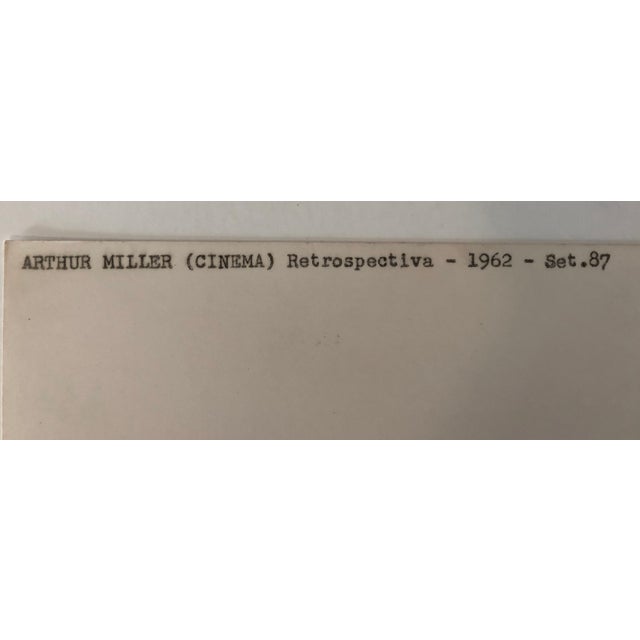 ARTHUR MILLER (CINEMA) Retrospectiva - 1962 - Set.87